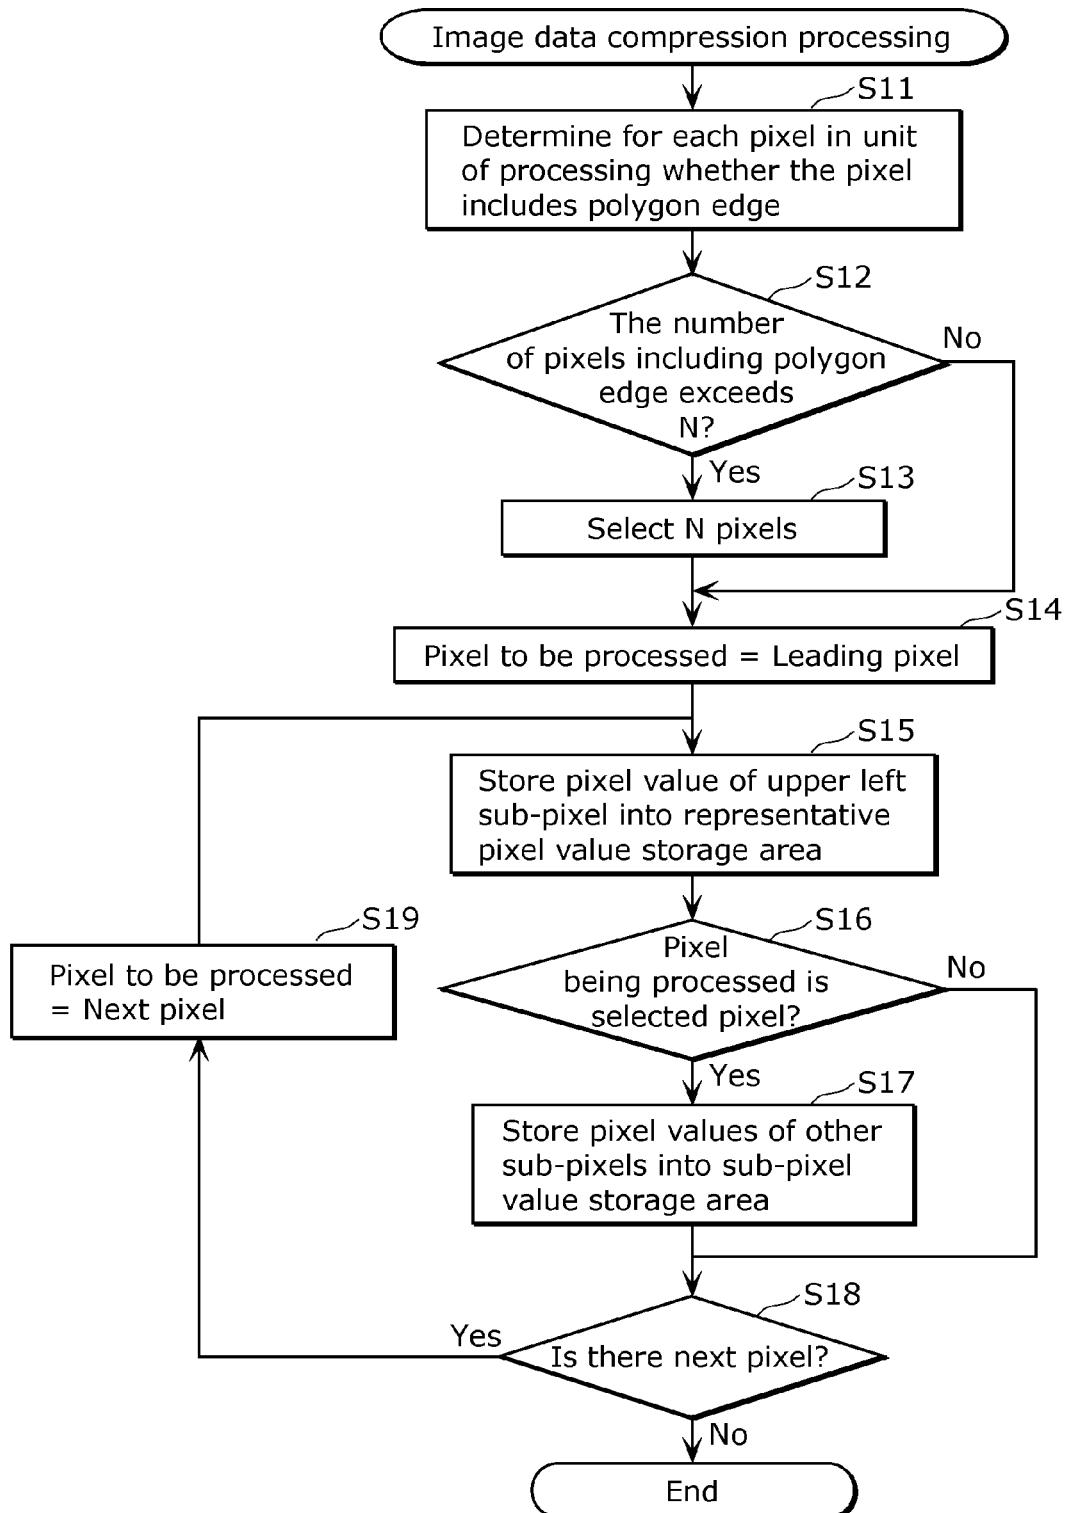 Image data compression processing
S11
Determine for each pixel in unit
of processing whether the pixel
includes polygon edge
S12
The number
of pixels including polygon
edge exceeds
N?
No
Yes
S13
Select N pixels
S14
Pixel to be processed = Leading pixel
S15
Store pixel value of upper left
sub-pixel into representative
pixel value storage area
S19
Pixel to be processed
= Next pixel
S16
Pixel
being processed is
selected pixel?
No
Yes
S17
Store pixel values of other
sub-pixels into sub-pixel
value storage area
S18
Yes
Is there next pixel?
No
End